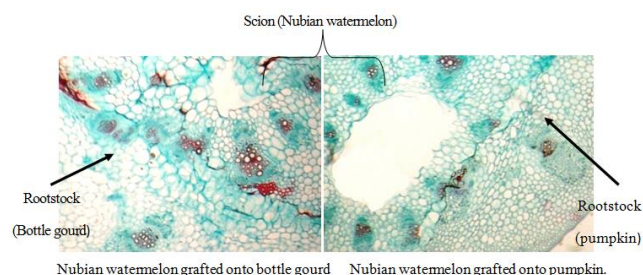 Scion (Nubian watermelon)
Rootstock
(Bottle gourd)
Rootstock
(pumpkin)
Nubian watermelon grafted onto bottle gourd
Nubian watermelon grafted onto pumpkin.